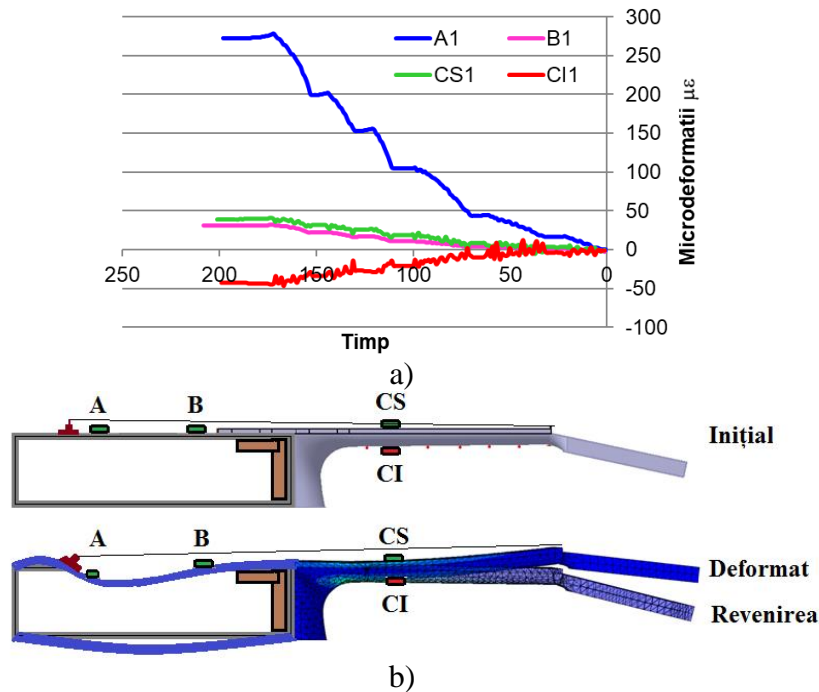 300
A1
B1
250
CS1
CI1
200
150
100
50
0
-50
-100
Microdeformatii µε
250
200
150
100
50
0
Timp
a)
A
B
CS
CI
Inițial
A
B
CS
CI
Deformat
Revenirea
b)